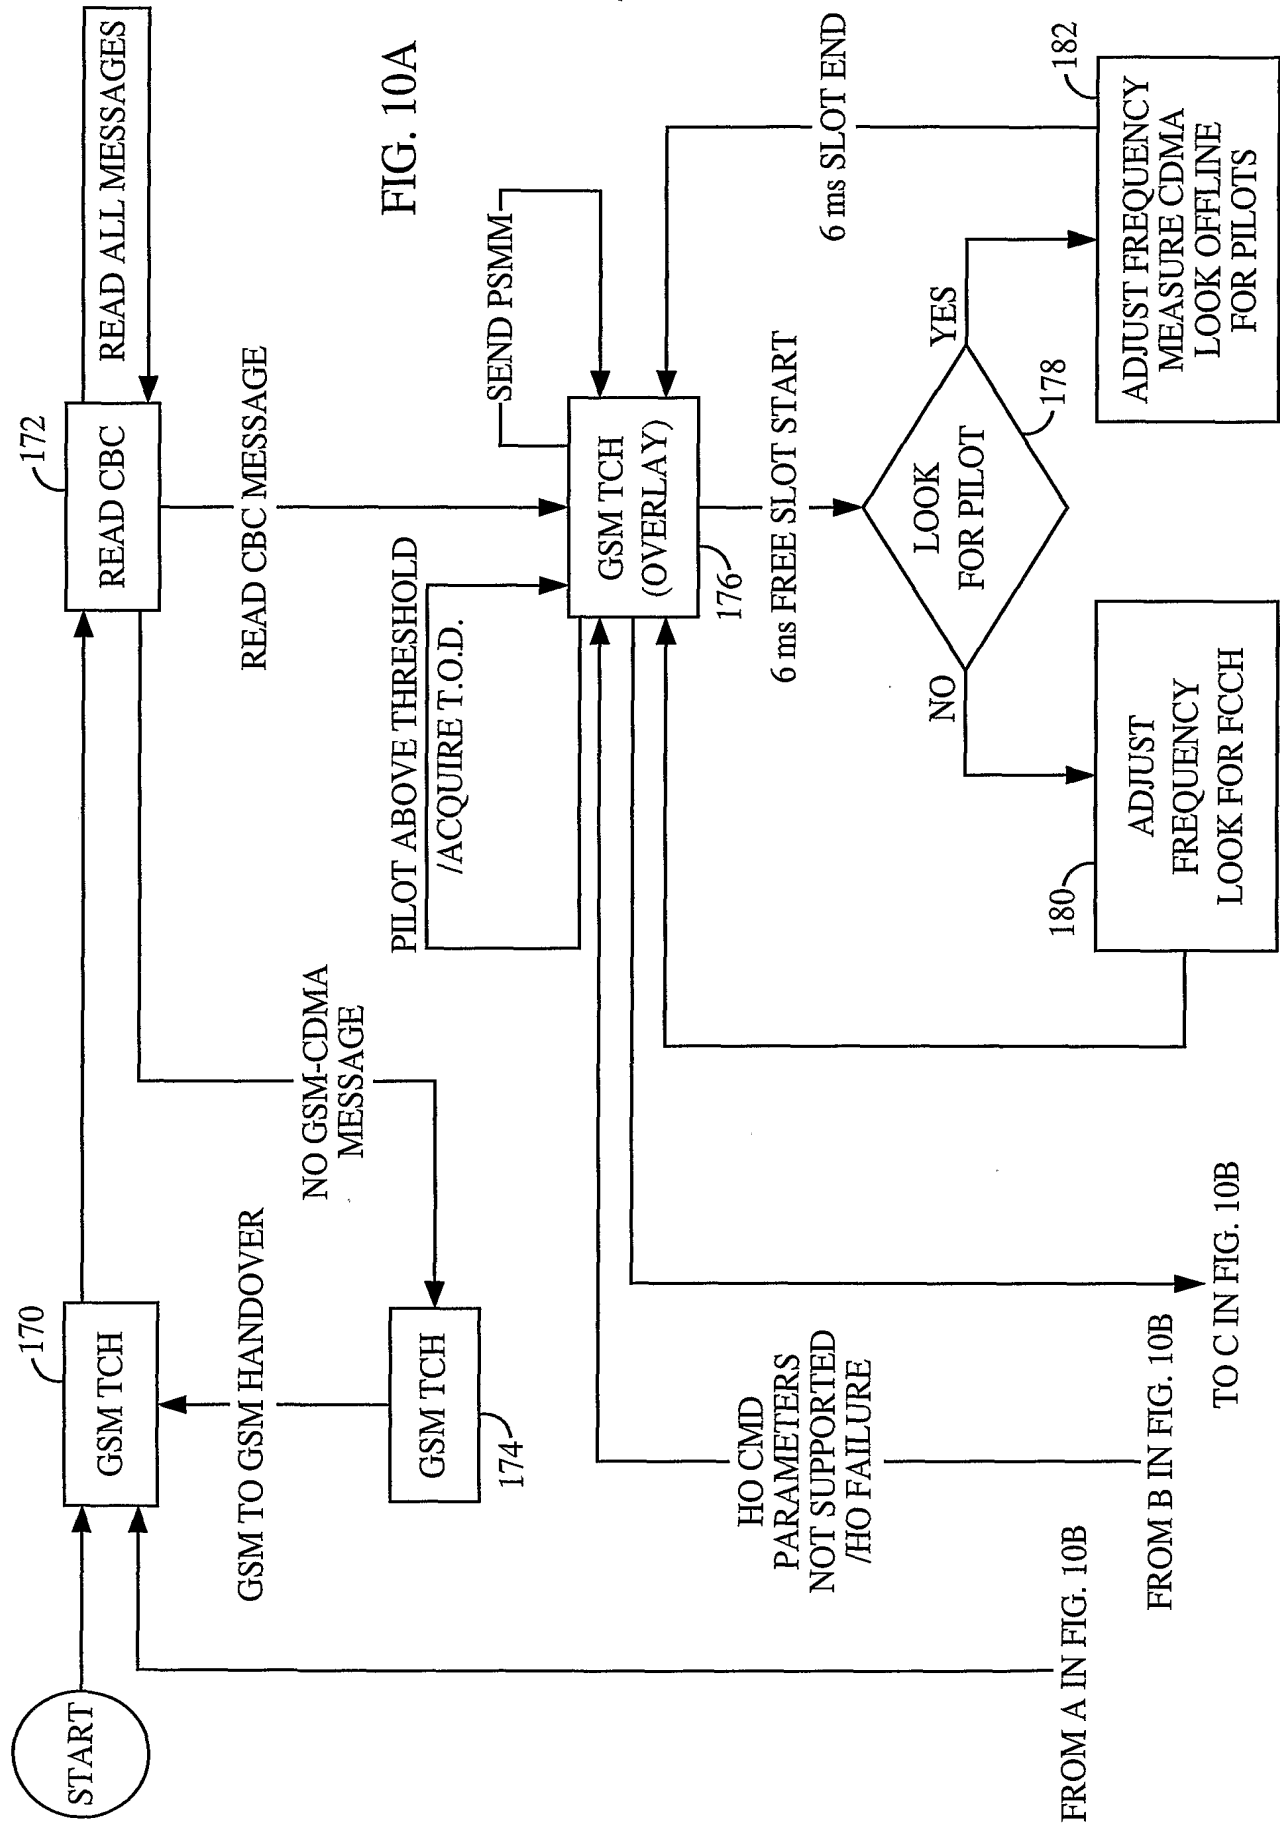 START
170
GSM TCH
172
READ CBC
READ ALL MESSAGES
GSM TO GSM HANDOVER
NO GSM-CDMA
MESSAGE
READ CBC MESSAGE
GSM TCH
174
PILOT ABOVE THRESHOLD
/ACQUIRE T.O.D.
SEND PSMM
FIG. 10A
GSM TCH
(OVERLAY)
176
HO CMD
PARAMETERS
NOT SUPPORTED
/HO FAILURE
6 ms FREE SLOT START
6 ms SLOT END
LOOK
FOR PILOT
178
NO
YES
180
ADJUST
FREQUENCY
LOOK FOR FCCH
182
ADJUST FREQUENCY
MEASURE CDMA
LOOK OFFLINE
FOR PILOTS
FROM A IN FIG. 10B
FROM B IN FIG. 10B
TO C IN FIG. 10B